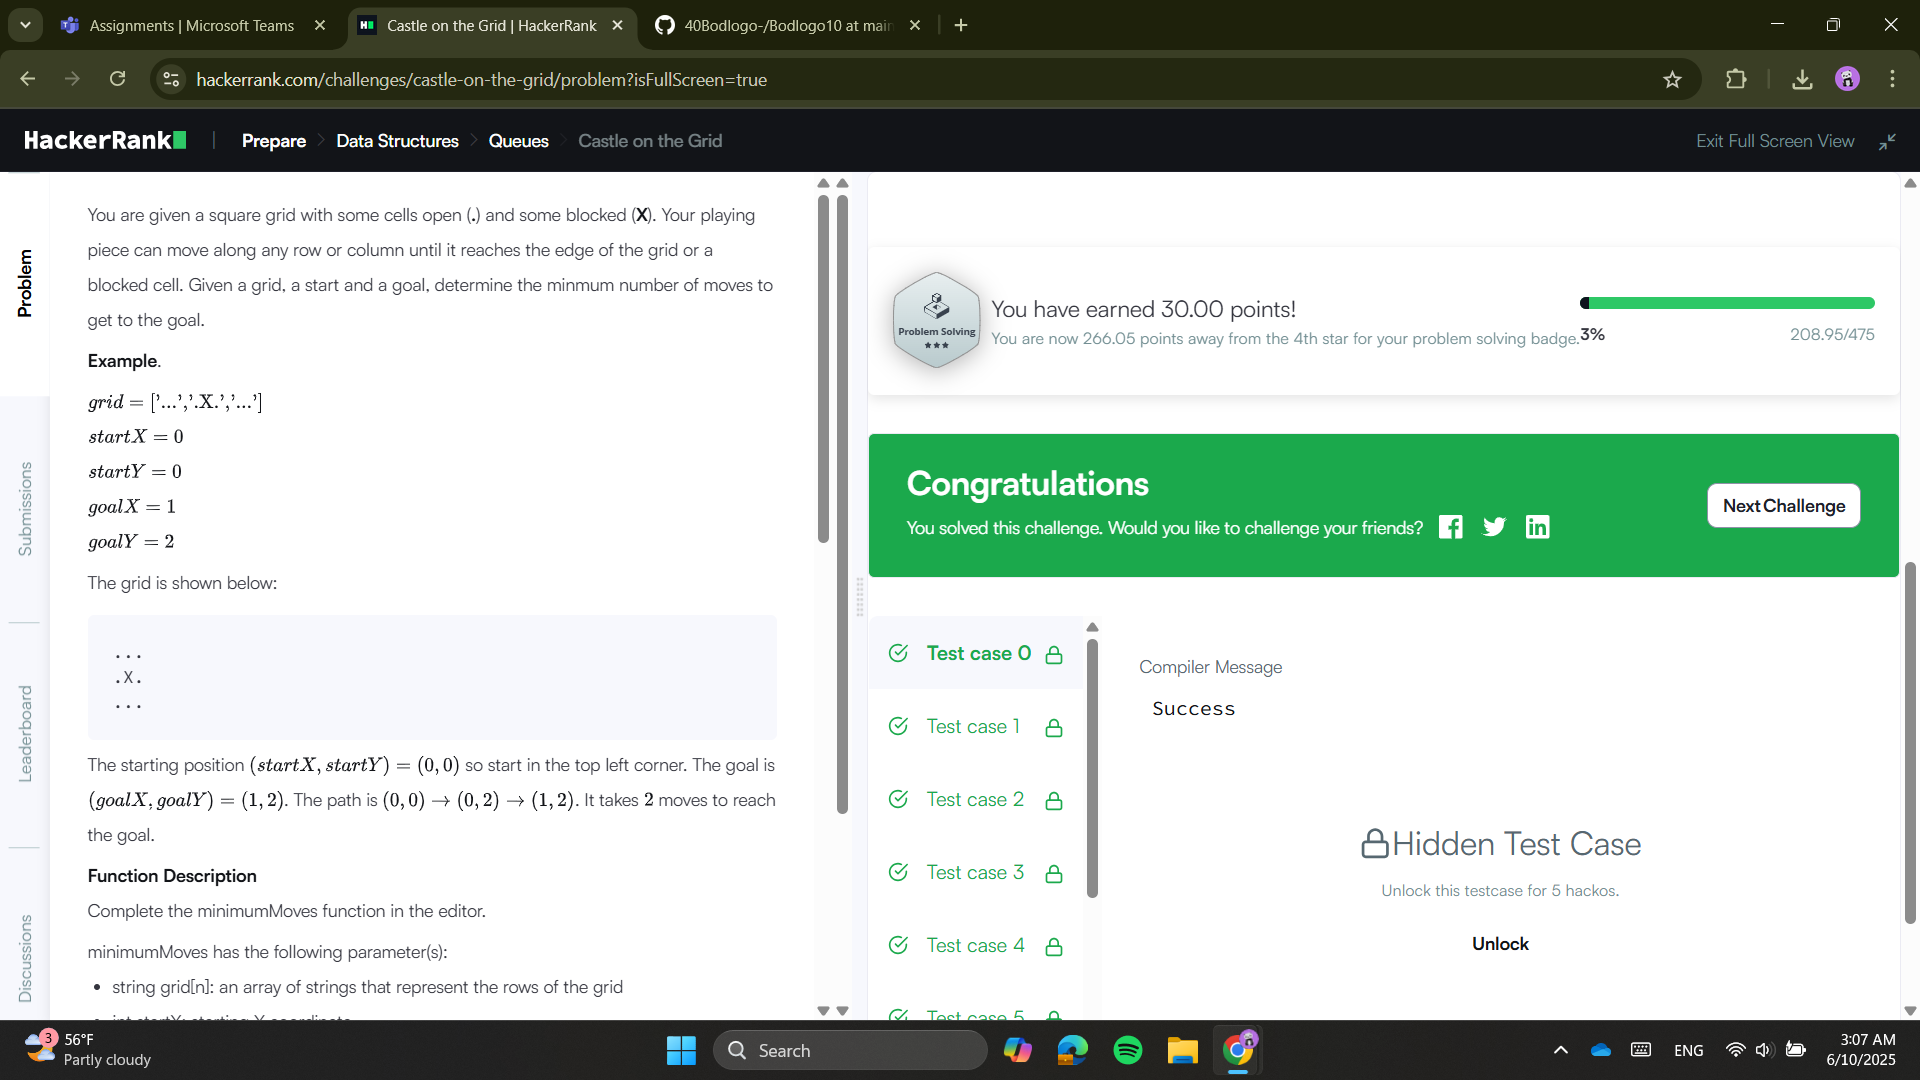 Assignments | Microsoft Teams
Castle on the Grid | HackerRank
40Bodlogo-/Bodlogo10 at main
hackerrank.com/challenges/castle-on-the-grid/problem?isFullScreen=true
HackerRank
Prepare
Data Structures
Queues
Castle on the Grid
Exit Full Screen View
Problem
Submissions
Leaderboard
Discussions
You are given a square grid with some cells open (.) and some blocked (X). Your playing
piece can move along any row or column until it reaches the edge of the grid or a
blocked cell. Given a grid, a start and a goal, determine the minmum number of moves to
get to the goal.
Example.
grid = ['...','.X.','...']
startX = 0
startY = 0
goalX = 1
goalY = 2
The grid is shown below:
...
.X.
...
The starting position (startX, startY) = (0, 0) so start in the top left corner. The goal is
(goalX, goalY) = (1, 2). The path is (0, 0) → (0, 2) → (1, 2). It takes 2 moves to reach
the goal.
Function Description
Complete the minimumMoves function in the editor.
minimumMoves has the following parameter(s):
• string grid[n]: an array of strings that represent the rows of the grid
• int startX: starting X coordinate
Problem Solving
You have earned 30.00 points!
You are now 266.05 points away from the 4th star for your problem solving badge.
3%
208.95/475
Congratulations
You solved this challenge. Would you like to challenge your friends?
Next Challenge
Test case 0
Test case 1
Test case 2
Test case 3
Test case 4
Test case 5
Compiler Message
Success
Hidden Test Case
Unlock this testcase for 5 hackos.
Unlock
3
56°F
Partly cloudy
Search
ENG
3:07 AM
6/10/2025